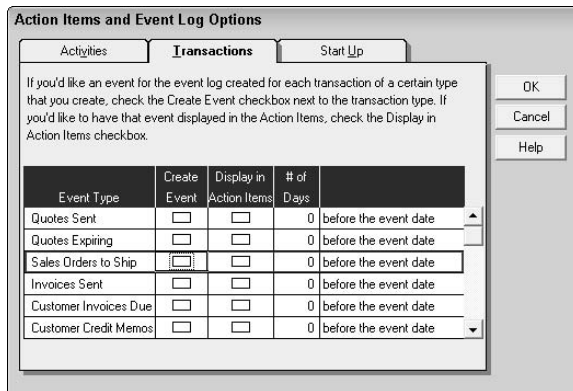 Action Items and Event Log Options
Activities
Transactions
Start Up
If you'd like an event for the event log created for each transaction of a certain type
that you create, check the Create Event checkbox next to the transaction type. If
you'd like to have that event displayed in the Action Items, check the Display in
Action Items checkbox.
OK
Cancel
Help
Create Display in # of
Event Type Event Action Items Days
Quotes Sent 0 before the event date
Quotes Expiring 0 before the event date
Sales Orders to Ship 0 before the event date
Invoices Sent 0 before the event date
Customer Invoices Due 0 before the event date
Customer Credit Memos 0 before the event date